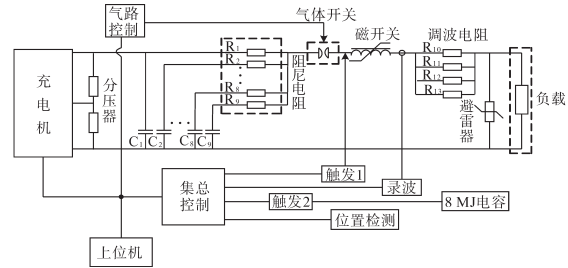 气路
控制
气体开关
磁开关
调波电阻
充
电
机
分
压
器
R1
R2
R8
R9
阻
尼
电
阻
R10
R11
R12
R13
避
雷
器
负载
C1
C2
C8
C9
集总
控制
触发1
录波
触发2
8 MJ电容
位置检测
上位机